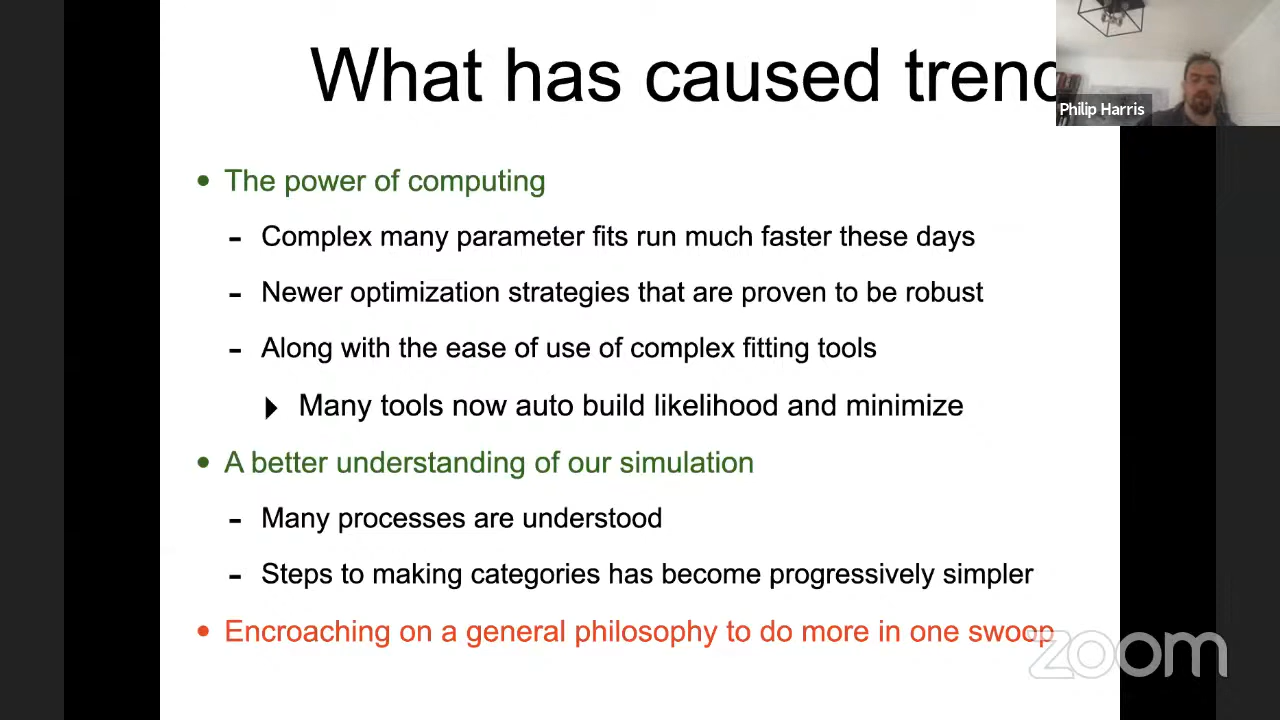 What has caused trend
Philip Harris
• The power of computing
- Complex many parameter fits run much faster these days
- Newer optimization strategies that are proven to be robust
- Along with the ease of use of complex fitting tools
‣ Many tools now auto build likelihood and minimize
• A better understanding of our simulation
- Many processes are understood
- Steps to making categories has become progressively simpler
• Encroaching on a general philosophy to do more in one swoop
zoom